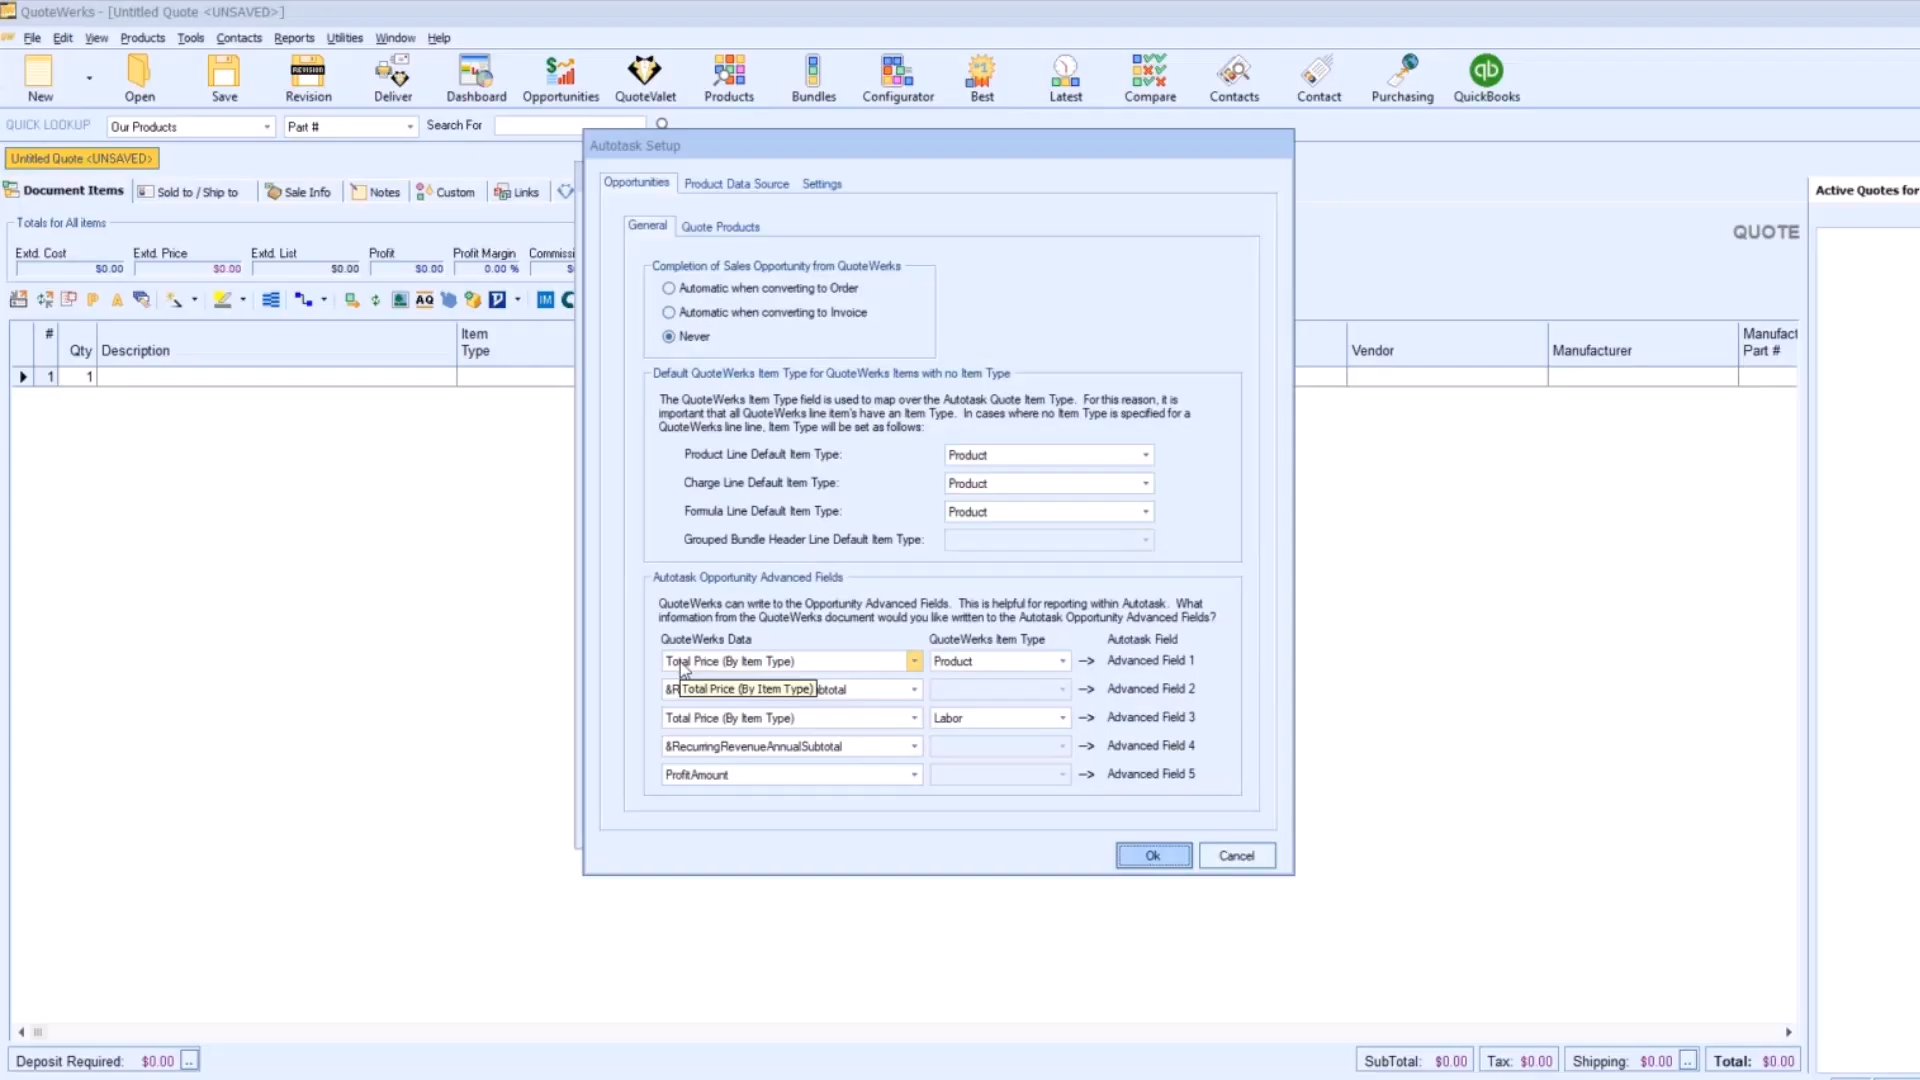 QuoteWerks - [Untitled Quote <UNSAVED>]
File Edit View Products Tools Contacts Reports Utilities Window Help
REVISION
#1
qb
New Open Save Revision Deliver Dashboard Opportunities QuoteValet Products Bundles Configurator Best Latest Compare Contacts Contact Purchasing QuickBooks
QUICK LOOKUP Our Products Part # Search For
Untitled Quote <UNSAVED>
Document Items Sold to / Ship to Sale Info Notes Custom Links
Totals for All items
Extd. Cost Extd. Price Extd. List Profit Profit Margin Commissi
$0.00 $0.00 $0.00 $0.00 0.00 % $
AQ IM
# Qty Description Item Type Vendor Manufacturer Manufact Part #
1 1
QUOTE
Active Quotes for
Autotask Setup
Opportunities Product Data Source Settings
General Quote Products
Completion of Sales Opportunity from QuoteWerks
Automatic when converting to Order
Automatic when converting to Invoice
Never
Default QuoteWerks Item Type for QuoteWerks Items with no Item Type
The QuoteWerks Item Type field is used to map over the Autotask Quote Item Type. For this reason, it is
important that all QuoteWerks line item's have an Item Type. In cases where no Item Type is specified for a
QuoteWerks line line, Item Type will be set as follows:
Product Line Default Item Type: Product
Charge Line Default Item Type: Product
Formula Line Default Item Type: Product
Grouped Bundle Header Line Default Item Type:
Autotask Opportunity Advanced Fields
QuoteWerks can write to the Opportunity Advanced Fields. This is helpful for reporting within Autotask. What
information from the QuoteWerks document would you like written to the Autotask Opportunity Advanced Fields?
QuoteWerks Data QuoteWerks Item Type Autotask Field
Total Price (By Item Type) Product --> Advanced Field 1
&R Total Price (By Item Type) btotal --> Advanced Field 2
Total Price (By Item Type) Labor --> Advanced Field 3
&RecurringRevenueAnnualSubtotal --> Advanced Field 4
ProfitAmount --> Advanced Field 5
Ok Cancel
Deposit Required: $0.00 .. SubTotal: $0.00 Tax: $0.00 Shipping: $0.00 .. Total: $0.00